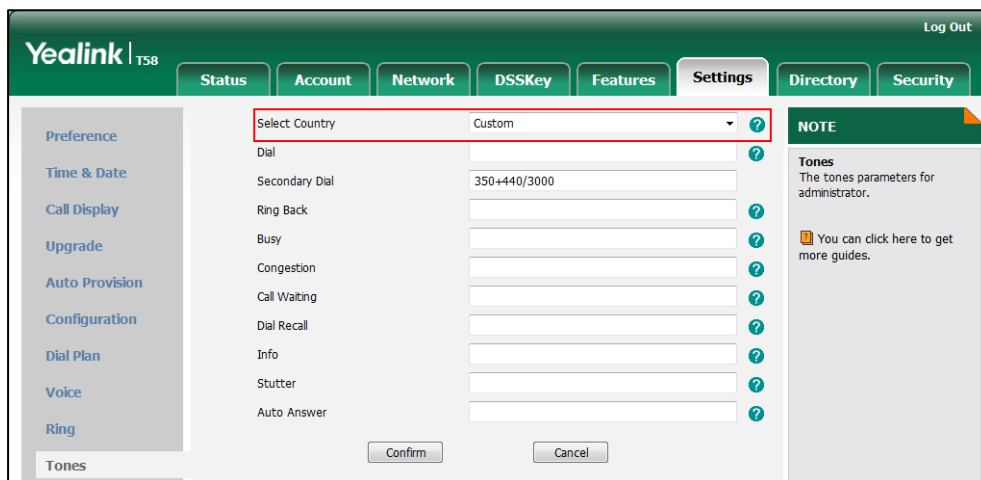 Log Out
Yealink T58
Status Account Network DSSKey Features Settings Directory Security
Preference
Time & Date
Call Display
Upgrade
Auto Provision
Configuration
Dial Plan
Voice
Ring
Tones
Select Country Custom ?
Dial ?
Secondary Dial 350+440/3000
Ring Back ?
Busy ?
Congestion ?
Call Waiting ?
Dial Recall ?
Info ?
Stutter ?
Auto Answer ?
Confirm Cancel
NOTE
Tones
The tones parameters for
administrator.
? You can click here to get
more guides.